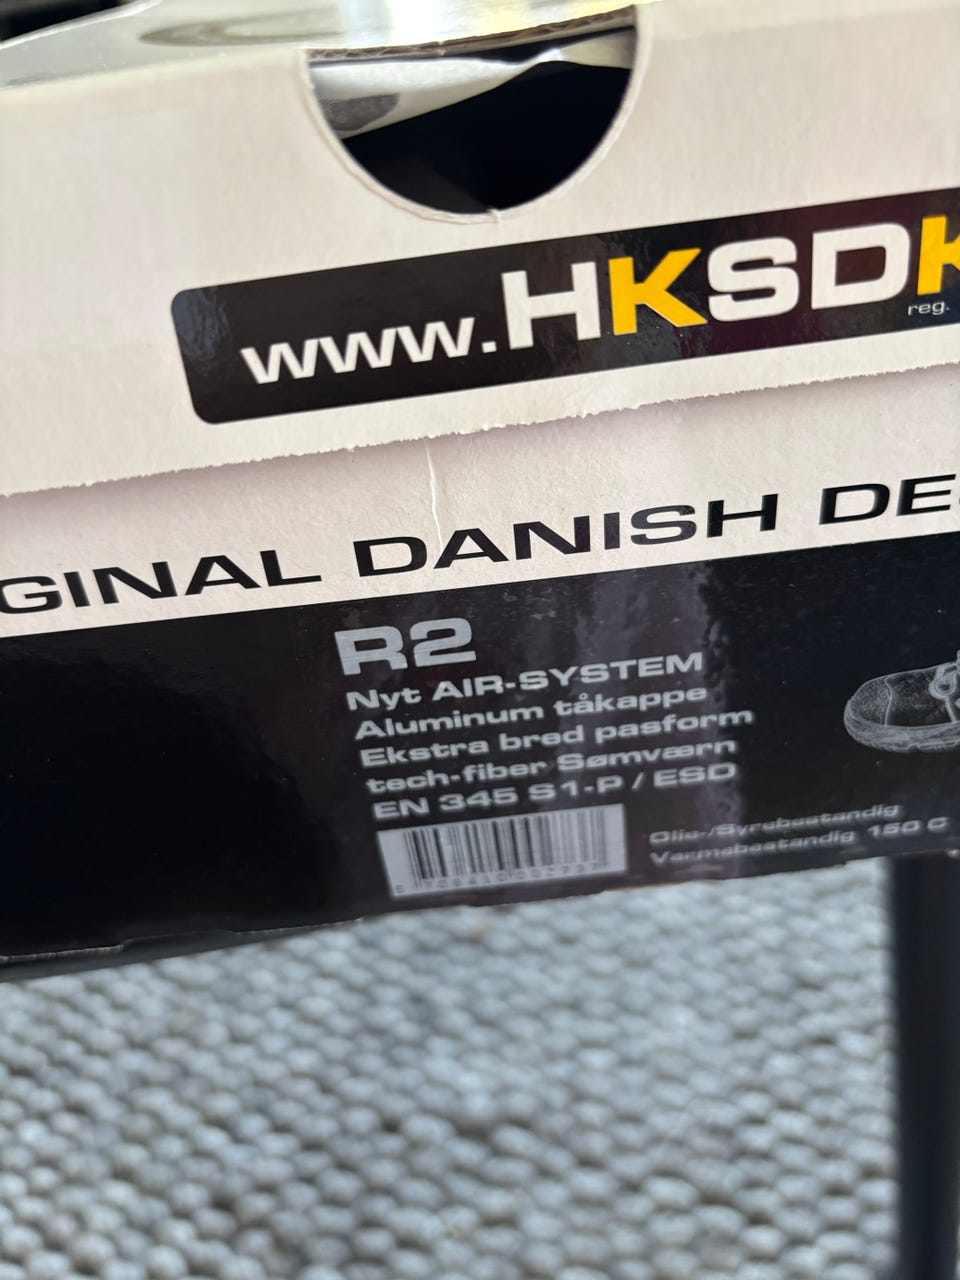 www.HKSDK
reg.
GINAL DANISH DES
R2
Nyt AIR-SYSTEM
Aluminum tåkappe
Ekstra bred pasform
tech-fiber Sømværn
EN 345 S1-P / ESD
Olie-/Syrebestandig
Varmebestandig 150 C